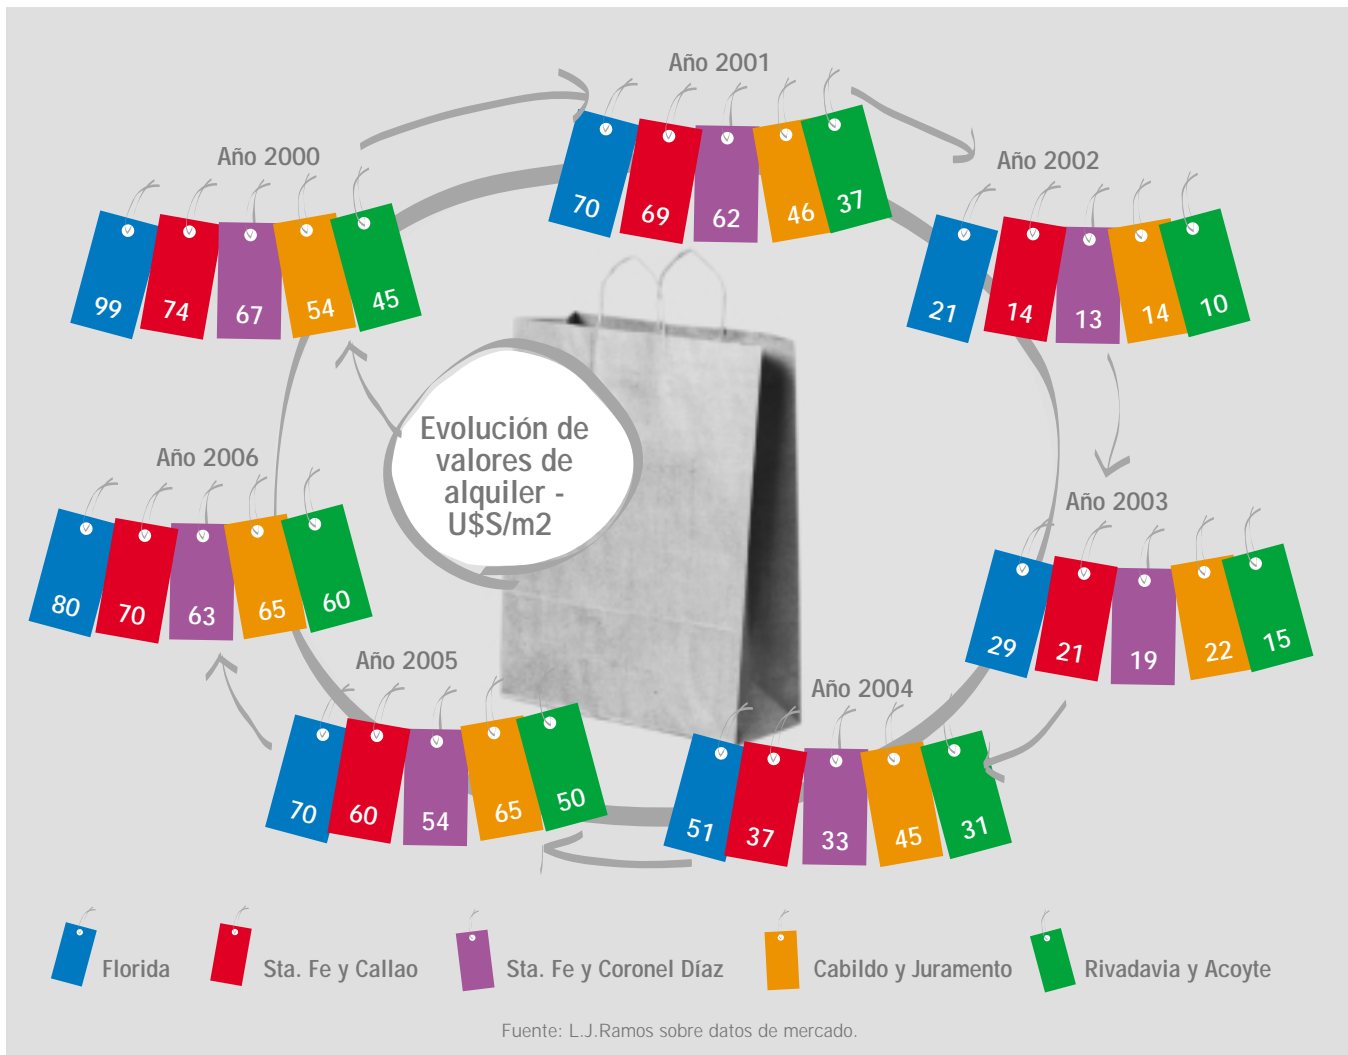 Año 2001
70 69 62 46 37
Año 2000
99 74 67 54 45
Año 2002
21 14 13 14 10
Evolución de
valores de
alquiler -
U$S/m2
Año 2006
80 70 63 65 60
Año 2003
29 21 19 22 15
Año 2005
70 60 54 65 50
Año 2004
51 37 33 45 31
Florida Sta. Fe y Callao Sta. Fe y Coronel Díaz Cabildo y Juramento Rivadavia y Acoyte
Fuente: L.J.Ramos sobre datos de mercado.